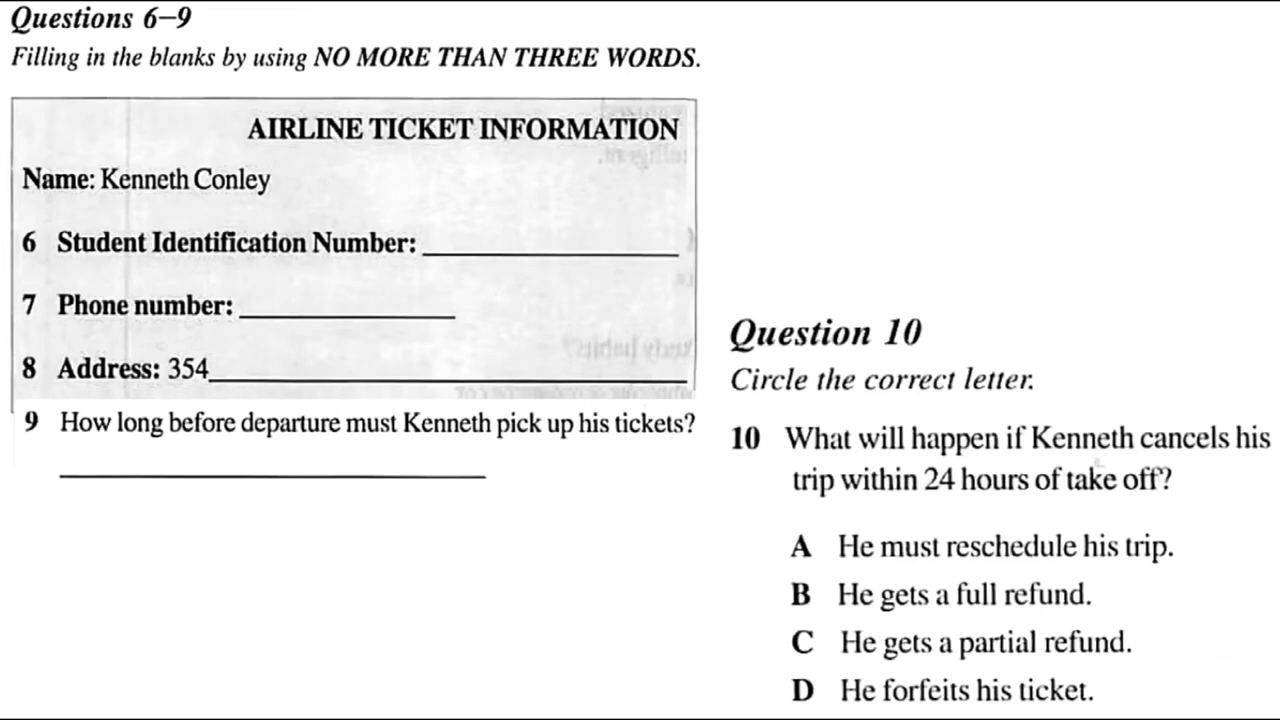 Questions 6–9
Filling in the blanks by using NO MORE THAN THREE WORDS.
AIRLINE TICKET INFORMATION
Name: Kenneth Conley
6 Student Identification Number:
7 Phone number:
8 Address: 354
9 How long before departure must Kenneth pick up his tickets?
Question 10
Circle the correct letter.
10 What will happen if Kenneth cancels his
trip within 24 hours of take off?
A He must reschedule his trip.
B He gets a full refund.
C He gets a partial refund.
D He forfeits his ticket.